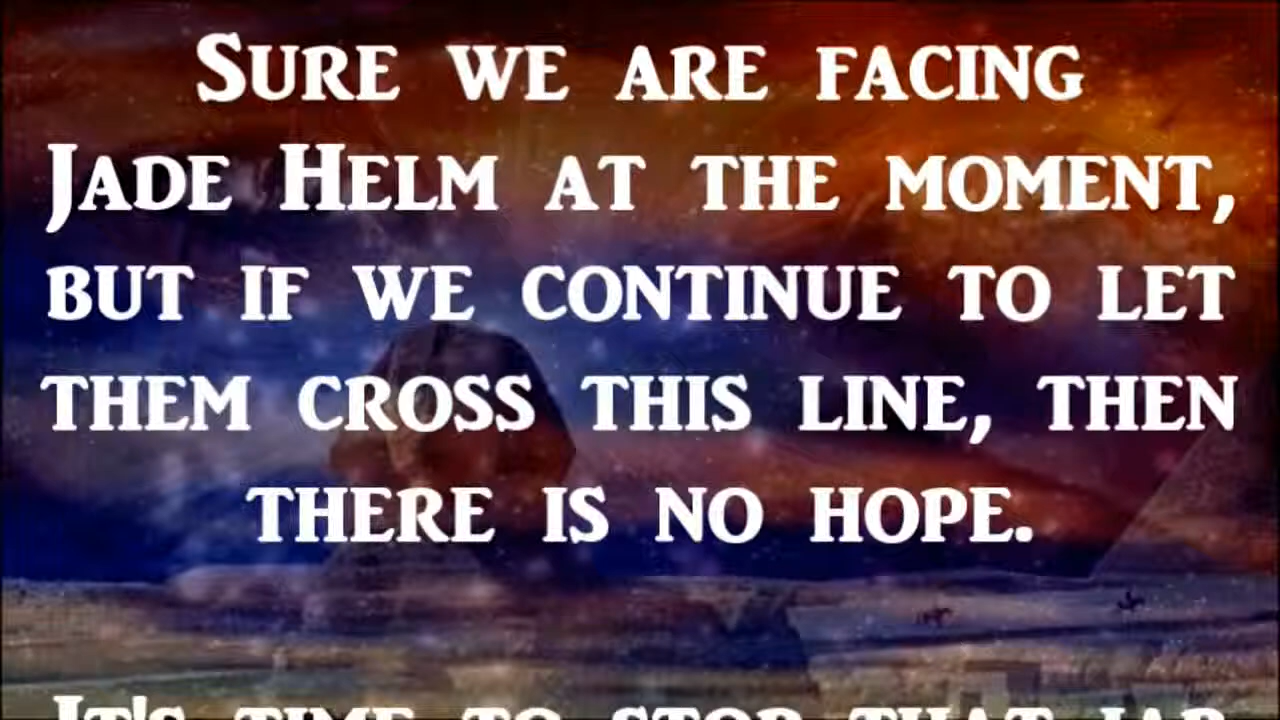 Sure we are facing
Jade Helm at the moment,
but if we continue to let
them cross this line, then
there is no hope.
It's time to stop that